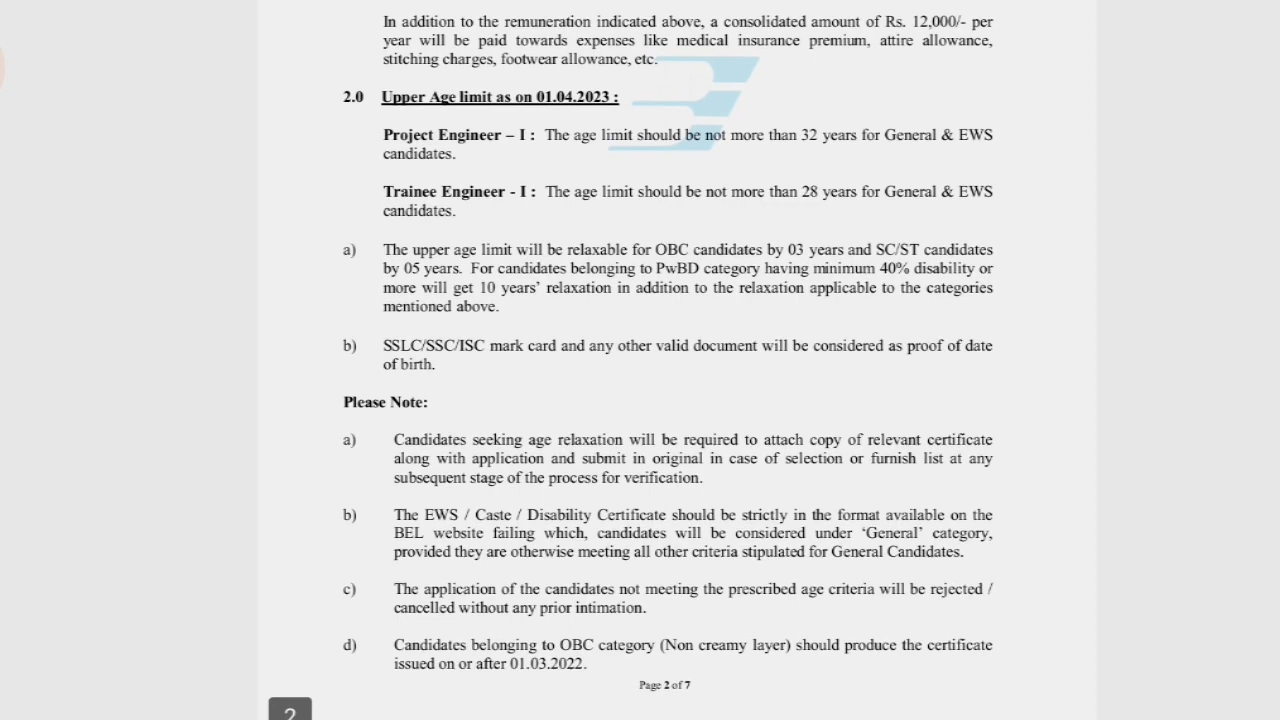 In addition to the remuneration indicated above, a consolidated amount of Rs. 12,000/- per
year will be paid towards expenses like medical insurance premium, attire allowance,
stitching charges, footwear allowance, etc.
2.0 Upper Age limit as on 01.04.2023 :
Project Engineer – I : The age limit should be not more than 32 years for General & EWS
candidates.
Trainee Engineer - I : The age limit should be not more than 28 years for General & EWS
candidates.
a) The upper age limit will be relaxable for OBC candidates by 03 years and SC/ST candidates
by 05 years. For candidates belonging to PwBD category having minimum 40% disability or
more will get 10 years’ relaxation in addition to the relaxation applicable to the categories
mentioned above.
b) SSLC/SSC/ISC mark card and any other valid document will be considered as proof of date
of birth.
Please Note:
a) Candidates seeking age relaxation will be required to attach copy of relevant certificate
along with application and submit in original in case of selection or furnish list at any
subsequent stage of the process for verification.
b) The EWS / Caste / Disability Certificate should be strictly in the format available on the
BEL website failing which, candidates will be considered under ‘General’ category,
provided they are otherwise meeting all other criteria stipulated for General Candidates.
c) The application of the candidates not meeting the prescribed age criteria will be rejected /
cancelled without any prior intimation.
d) Candidates belonging to OBC category (Non creamy layer) should produce the certificate
issued on or after 01.03.2022.
Page 2 of 7
2